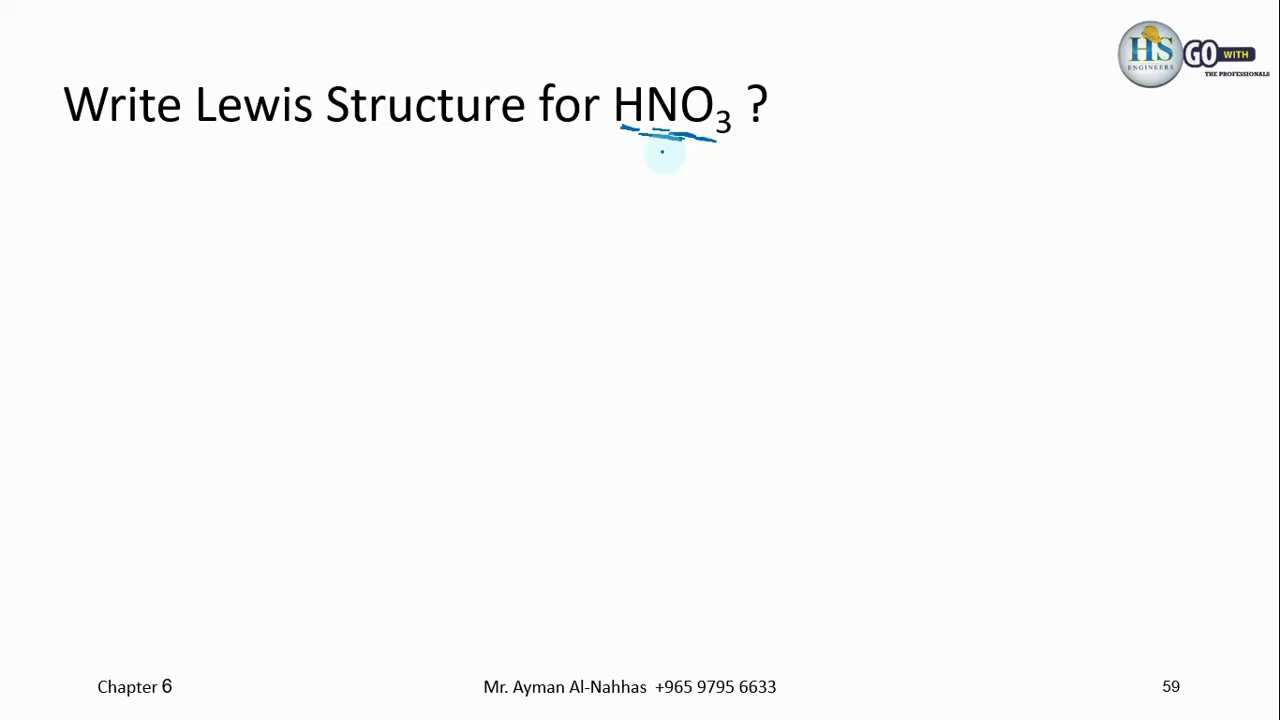 HS
ENGINEERS
GO WITH
THE PROFESSIONALS
Write Lewis Structure for HNO₃ ?
Chapter 6
Mr. Ayman Al-Nahhas +965 9795 6633
59